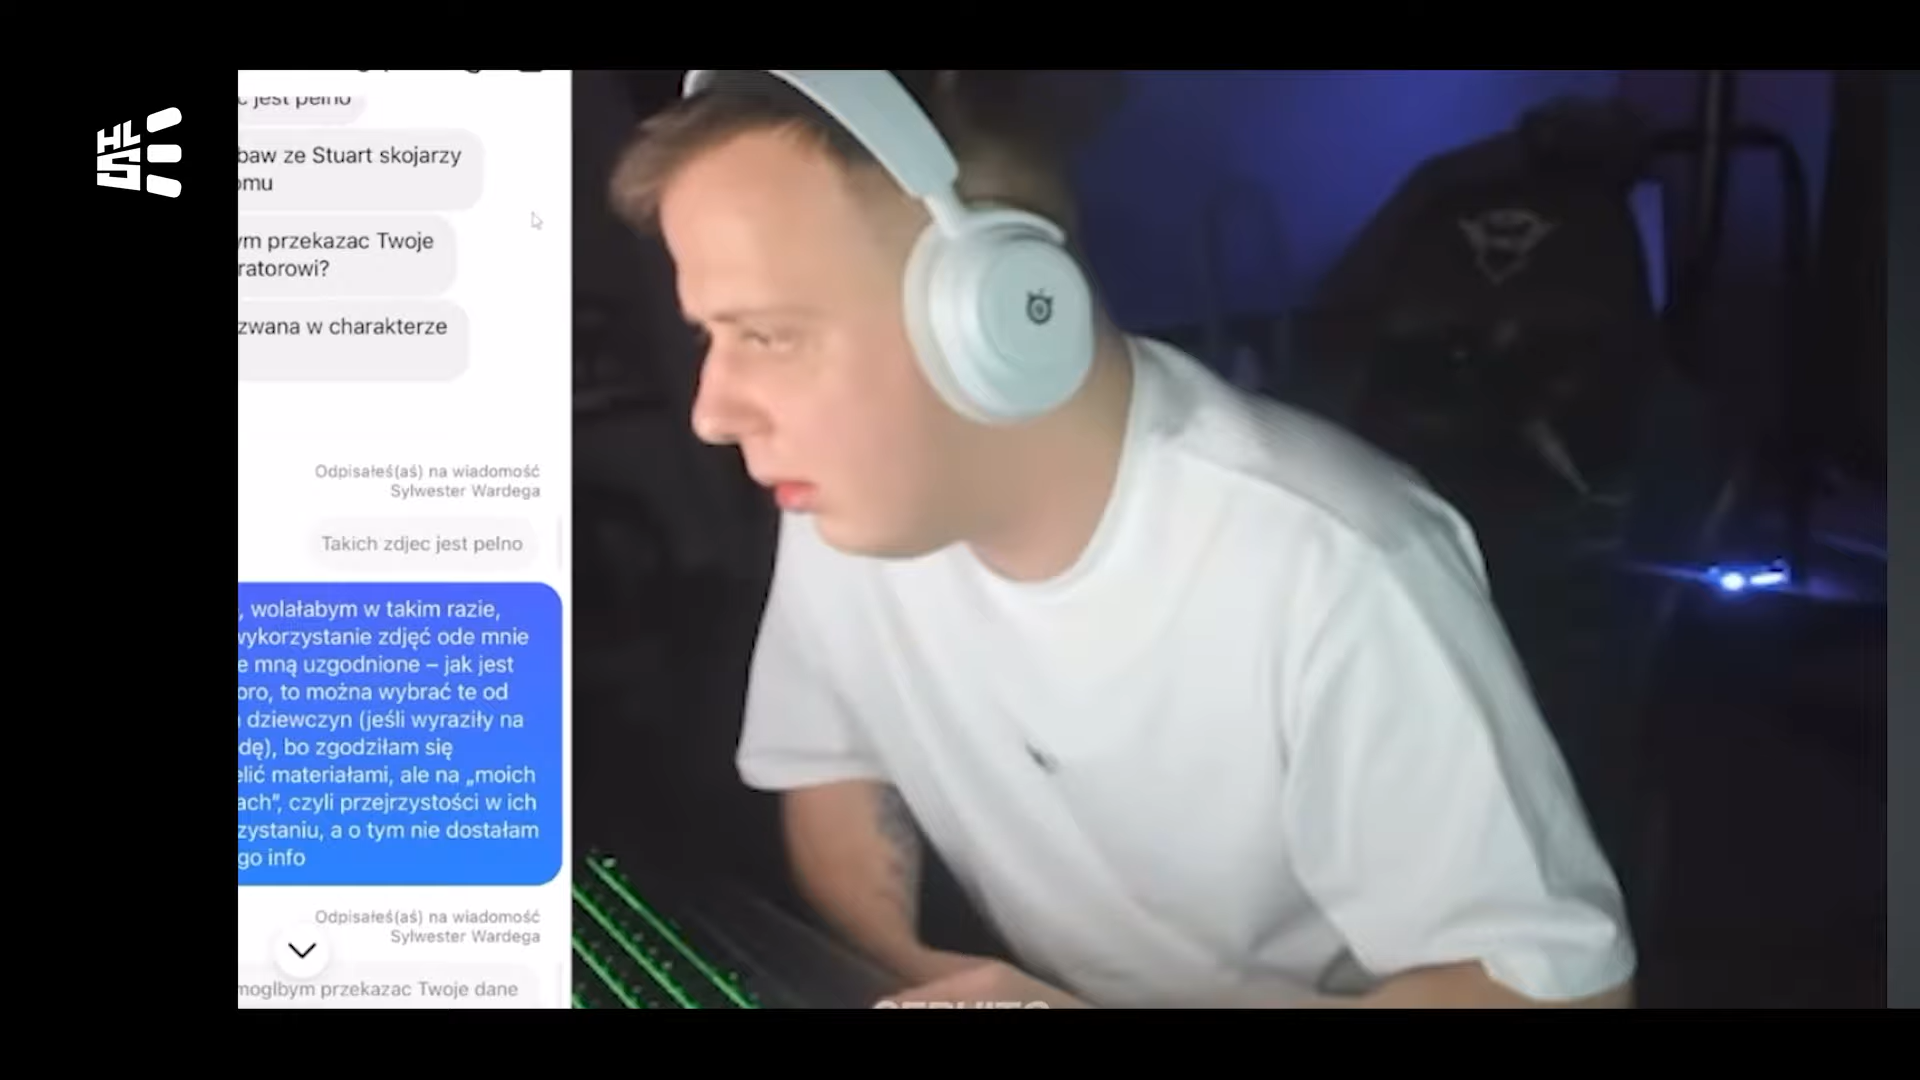 HLS
jest pełno
baw ze Stuart skojarzy
omu
ym przekazac Twoje
ratorowi?
zwana w charakterze
Odpisałeś(aś) na wiadomość
Sylwester Wardega
Takich zdjec jest pelno
, wolałabym w takim razie,
wykorzystanie zdjęć ode mnie
e mną uzgodnione – jak jest
oro, to można wybrać te od
dziewczyn (jeśli wyraziły na
dę), bo zgodziłam się
elić materiałami, ale na „moich
ach”, czyli przejrzystości w ich
zystaniu, a o tym nie dostałam
go info
Odpisałeś(aś) na wiadomość
Sylwester Wardega
moglbym przekazac Twoje dane